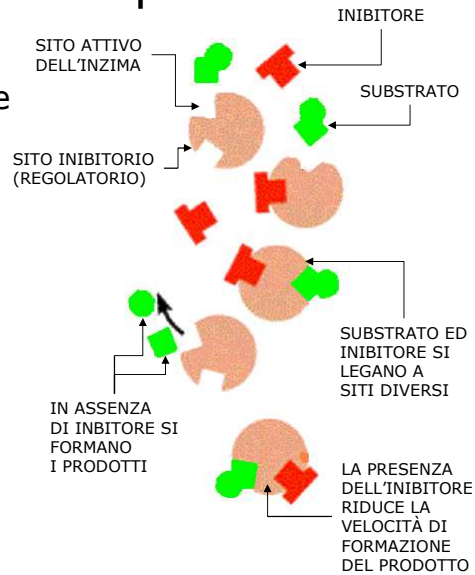 INIBITORE
SITO ATTIVO
DELL'INZIMA
e
SUBSTRATO
SITO INIBITORIO
(REGOLATORIO)
SUBSTRATO ED
INIBITORE SI
LEGANO A
SITI DIVERSI
IN ASSENZA
DI INBITORE SI
FORMANO
I PRODOTTI
LA PRESENZA
DELL'INIBITORE
RIDUCE LA
VELOCITÀ DI
FORMAZIONE
DEL PRODOTTO